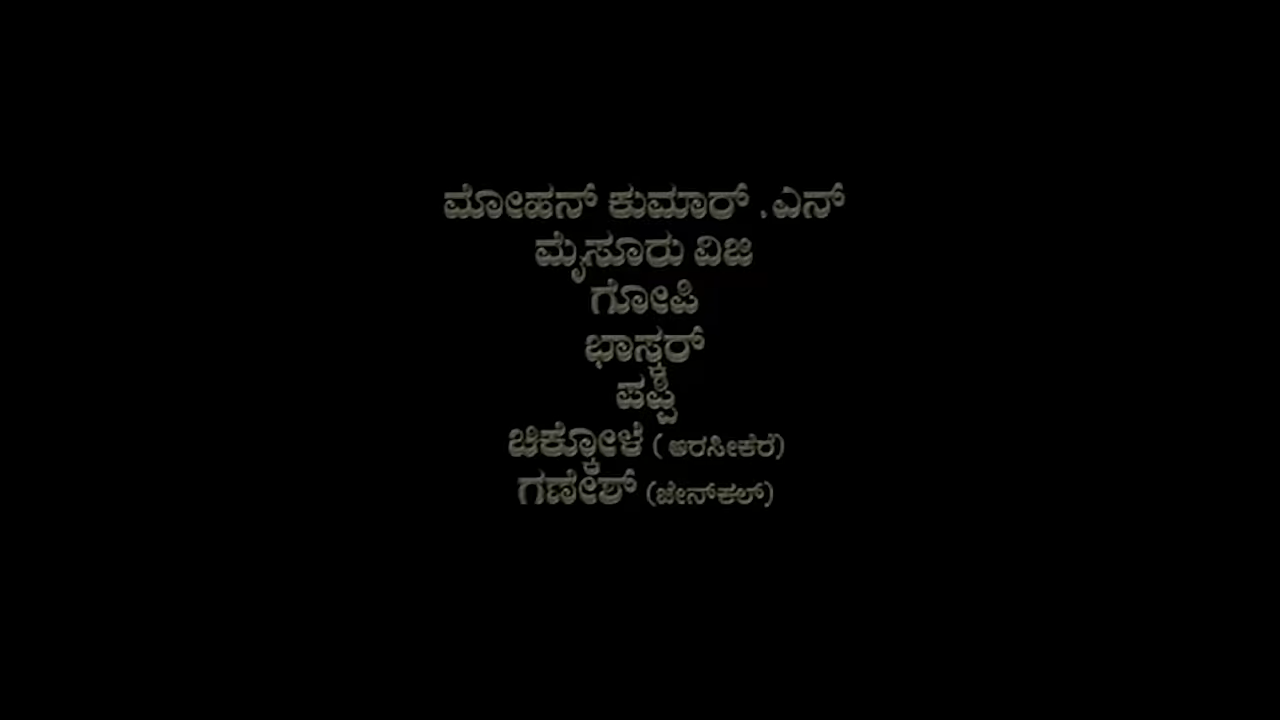 ಮೋಹನ್ ಕುಮಾರ್ .ಎನ್
ಮೈಸೂರು ವಿಜಿ
ಗೋಪಿ
ಭಾಸ್ಕರ್
ಪಪ್ಪಿ
ಚಿಕ್ಕೋಳೆ ( ಅರಸೀಕೆರೆ)
ಗಣೇಶ್ (ಜೇನ್‌ಕಲ್)